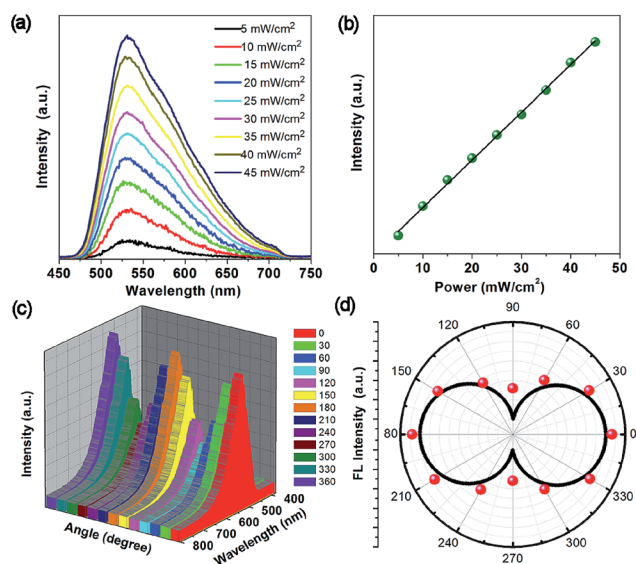 (a)
Intensity (a.u.)
5 mW/cm2
10 mW/cm2
15 mW/cm2
20 mW/cm2
25 mW/cm2
30 mW/cm2
35 mW/cm2
40 mW/cm2
45 mW/cm2
450 500 550 600 650 700 750
Wavelength (nm)
(b)
Intensity (a.u.)
0 10 20 30 40 50
Power (mW/cm2)
(c)
Intensity (a.u.)
Angle (degree)
800 700 600 500 400
Wavelength (nm)
0
30
60
90
120
150
180
210
240
270
300
330
360
(d)
FL Intensity (a.u.)
90
120 60
150 30
80 0
210 330
240 300
270